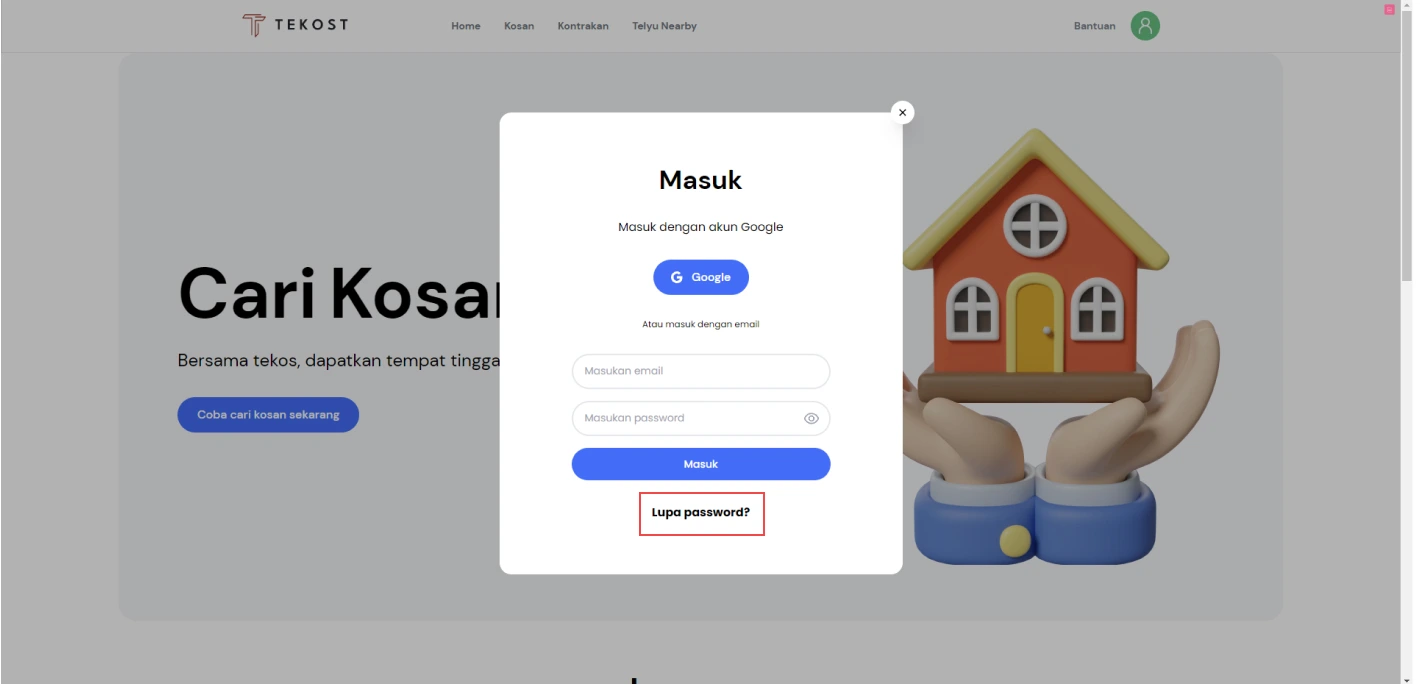 TEKOST
Home Kosan Kontrakan Telyu Nearby
Bantuan
Masuk
Masuk dengan akun Google
G Google
Atau masuk dengan email
Masukan email
Masukan password
Masuk
Lupa password?
Cari Kosan
Bersama tekos, dapatkan tempat tingga
Coba cari kosan sekarang